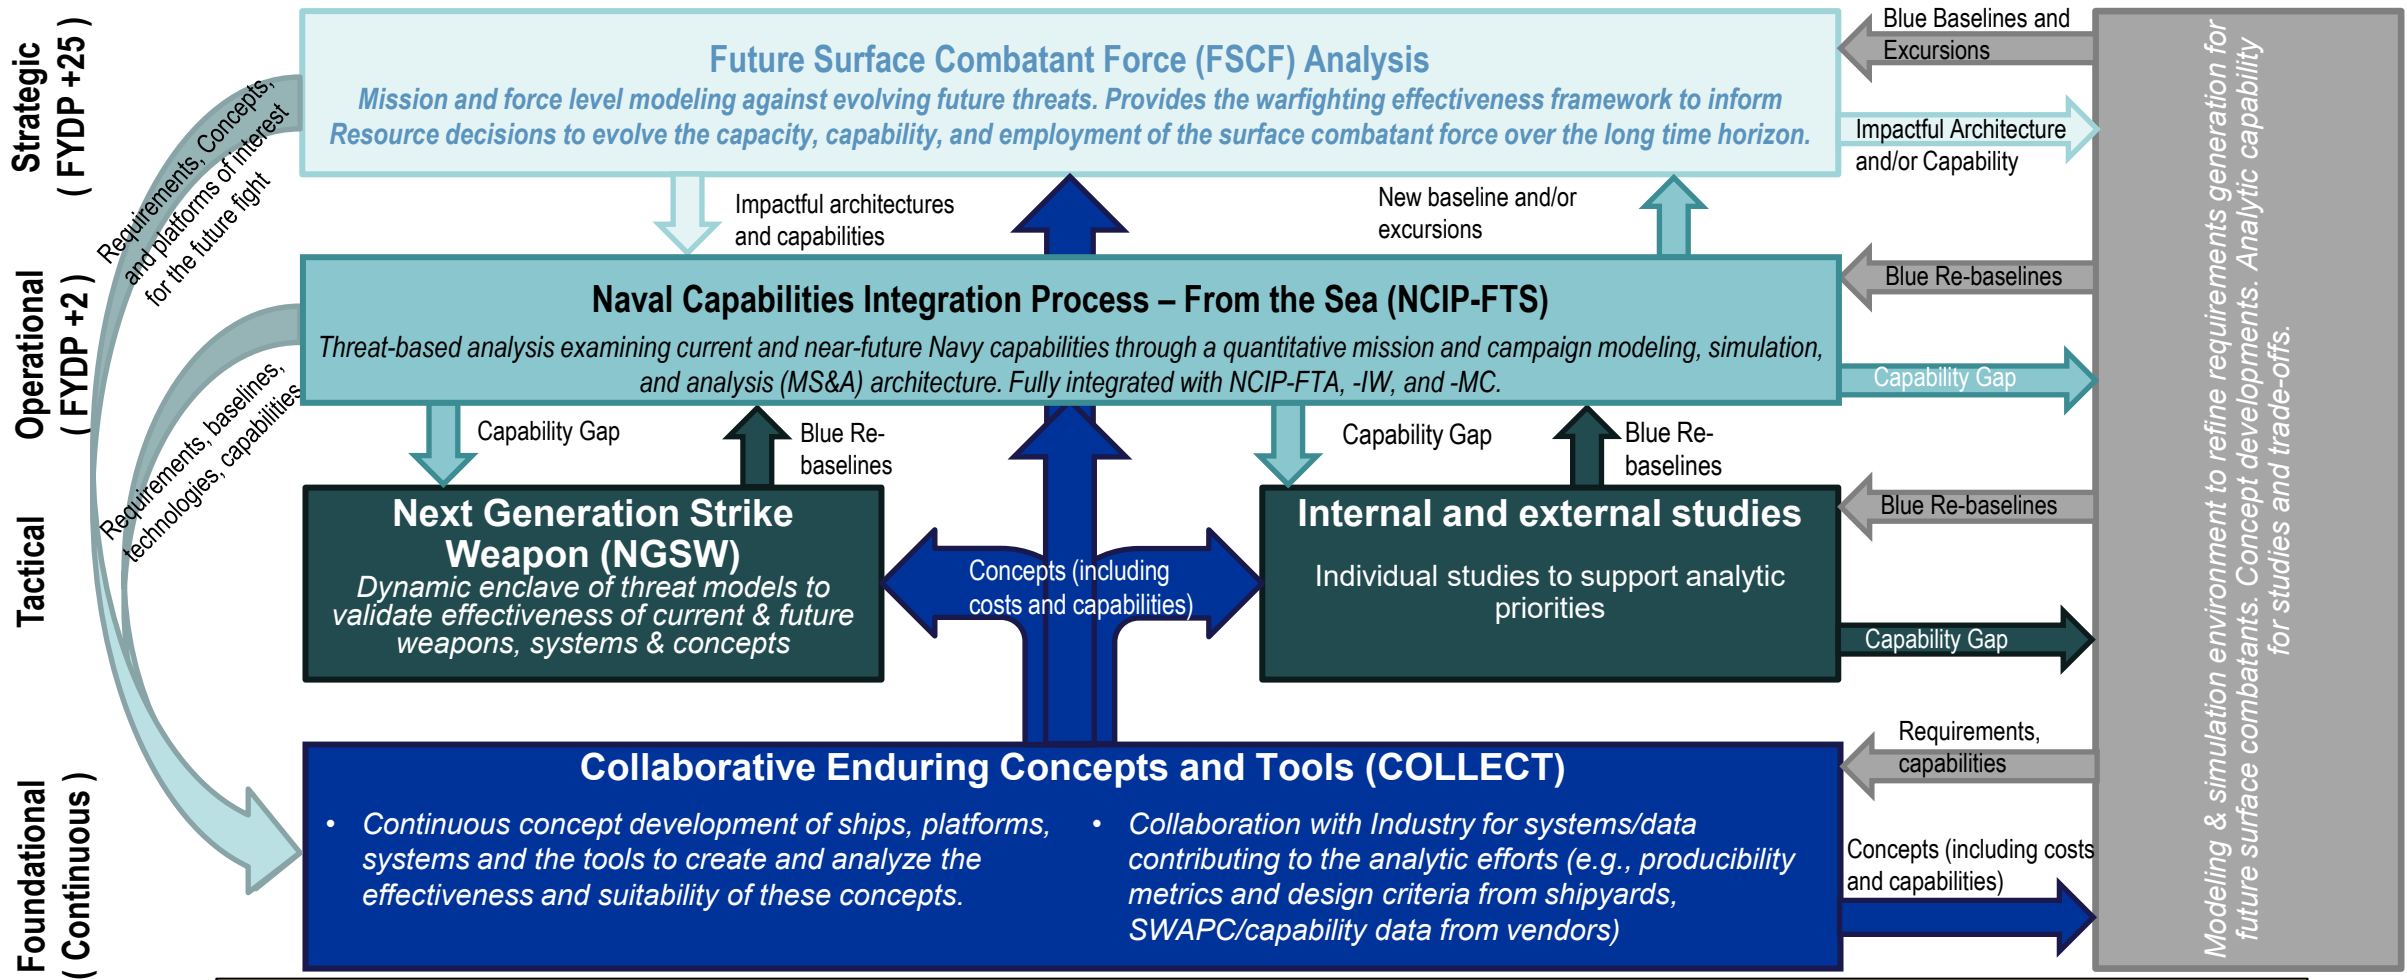 Strategic
( FYDP +25 )
Future Surface Combatant Force (FSCF) Analysis
Mission and force level modeling against evolving future threats. Provides the warfighting effectiveness framework to inform
Resource decisions to evolve the capacity, capability, and employment of the surface combatant force over the long time horizon.
Blue Baselines and
Excursions
Impactful Architecture
and/or Capability
Requirements, Concepts,
and platforms of interest
for the future fight
Impactful architectures
and capabilities
New baseline and/or
excursions
Operational
( FYDP +2 )
Naval Capabilities Integration Process – From the Sea (NCIP-FTS)
Threat-based analysis examining current and near-future Navy capabilities through a quantitative mission and campaign modeling, simulation,
and analysis (MS&A) architecture. Fully integrated with NCIP-FTA, -IW, and -MC.
Blue Re-baselines
Capability Gap
Requirements, baselines,
technologies, capabilities
Capability Gap
Blue Re-
baselines
Capability Gap
Blue Re-
baselines
Tactical
Next Generation Strike
Weapon (NGSW)
Dynamic enclave of threat models to
validate effectiveness of current & future
weapons, systems & concepts
Concepts (including
costs and capabilities)
Internal and external studies
Individual studies to support analytic
priorities
Blue Re-baselines
Capability Gap
Foundational
( Continuous )
Collaborative Enduring Concepts and Tools (COLLECT)
• Continuous concept development of ships, platforms,
systems and the tools to create and analyze the
effectiveness and suitability of these concepts.
• Collaboration with Industry for systems/data
contributing to the analytic efforts (e.g., producibility
metrics and design criteria from shipyards,
SWAPC/capability data from vendors)
Requirements,
capabilities
Concepts (including costs
and capabilities)
Modeling & simulation environment to refine requirements generation for
future surface combatants. Concept developments. Analytic capability
for studies and trade-offs.